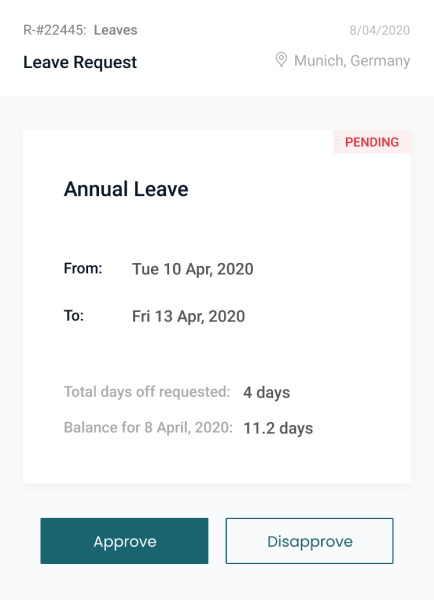 R-#22445: Leaves
8/04/2020
Leave Request
Munich, Germany
PENDING
Annual Leave
From: Tue 10 Apr, 2020
To: Fri 13 Apr, 2020
Total days off requested: 4 days
Balance for 8 April, 2020: 11.2 days
Approve
Disapprove